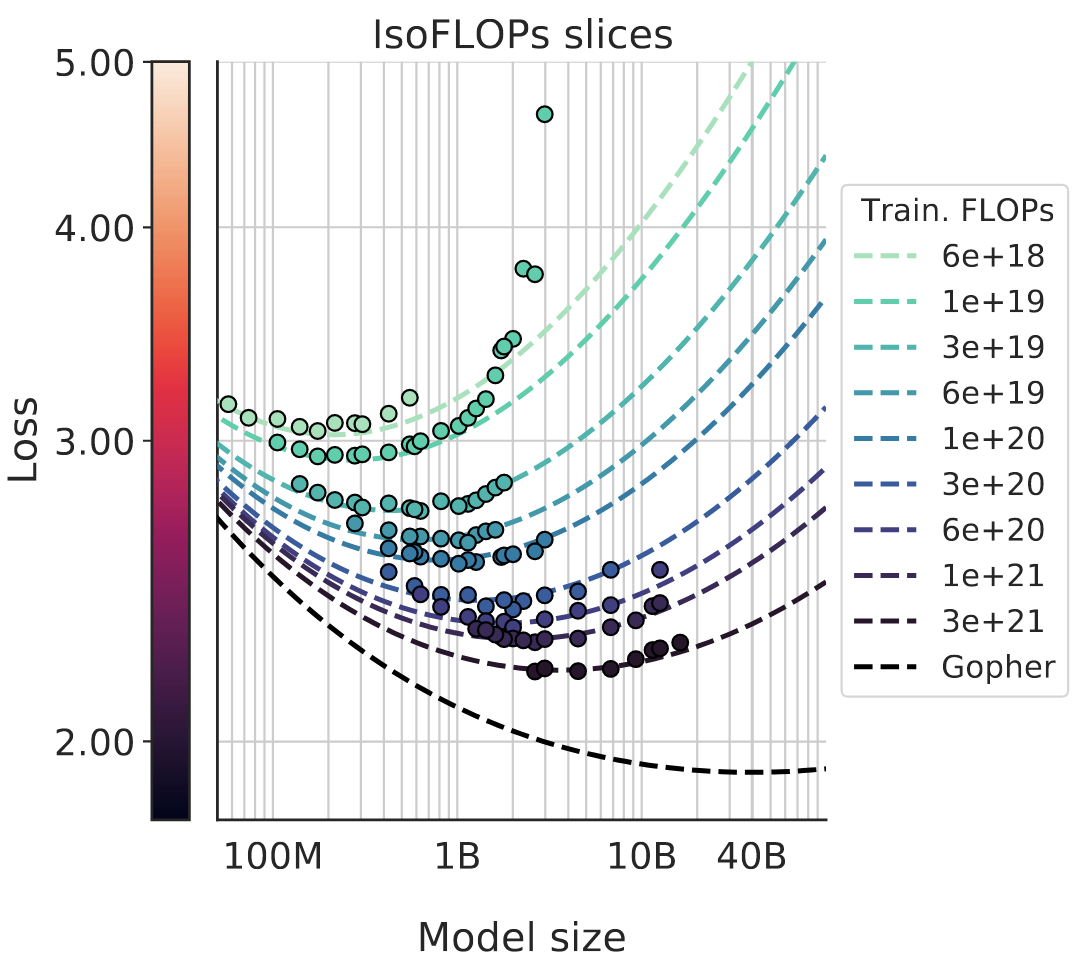 IsoFLOPs slices
5.00
4.00
3.00
2.00
Loss
100M 1B 10B 40B
Model size
Train. FLOPs
6e+18
1e+19
3e+19
6e+19
1e+20
3e+20
6e+20
1e+21
3e+21
Gopher